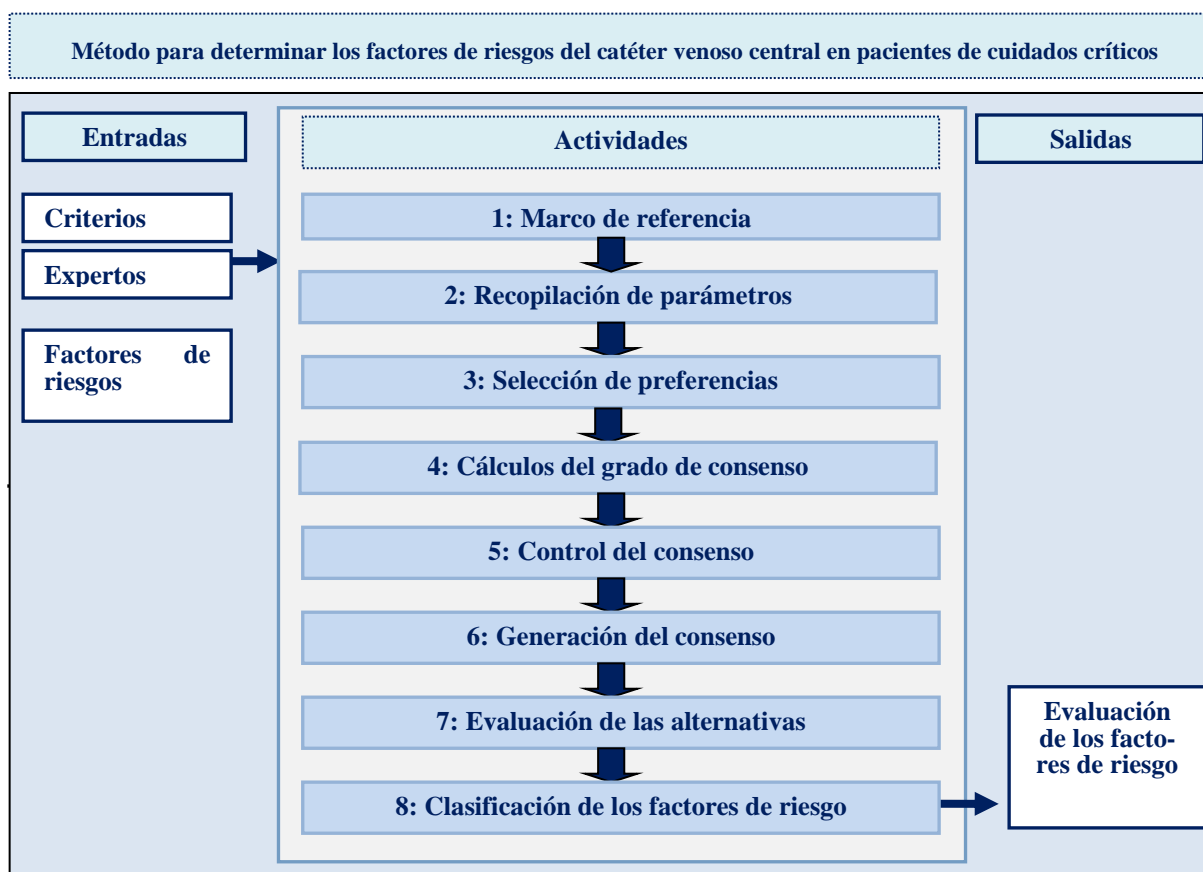 Método para determinar los factores de riesgos del catéter venoso central en pacientes de cuidados críticos
Entradas
Criterios
Expertos
Factores de
riesgos
Actividades
1: Marco de referencia
2: Recopilación de parámetros
3: Selección de preferencias
4: Cálculos del grado de consenso
5: Control del consenso
6: Generación del consenso
7: Evaluación de las alternativas
8: Clasificación de los factores de riesgo
Salidas
Evaluación
de los facto-
res de riesgo